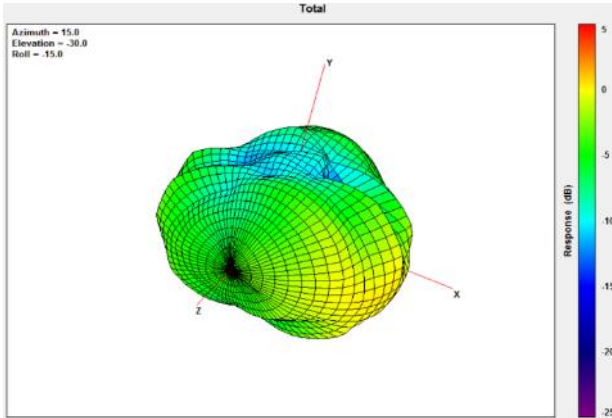 Total
Azimuth = 15.0
Elevation = -30.0
Roll = -15.0
Y
X
Z
5
0
-5
-10
-15
-20
-25
Response (dB)